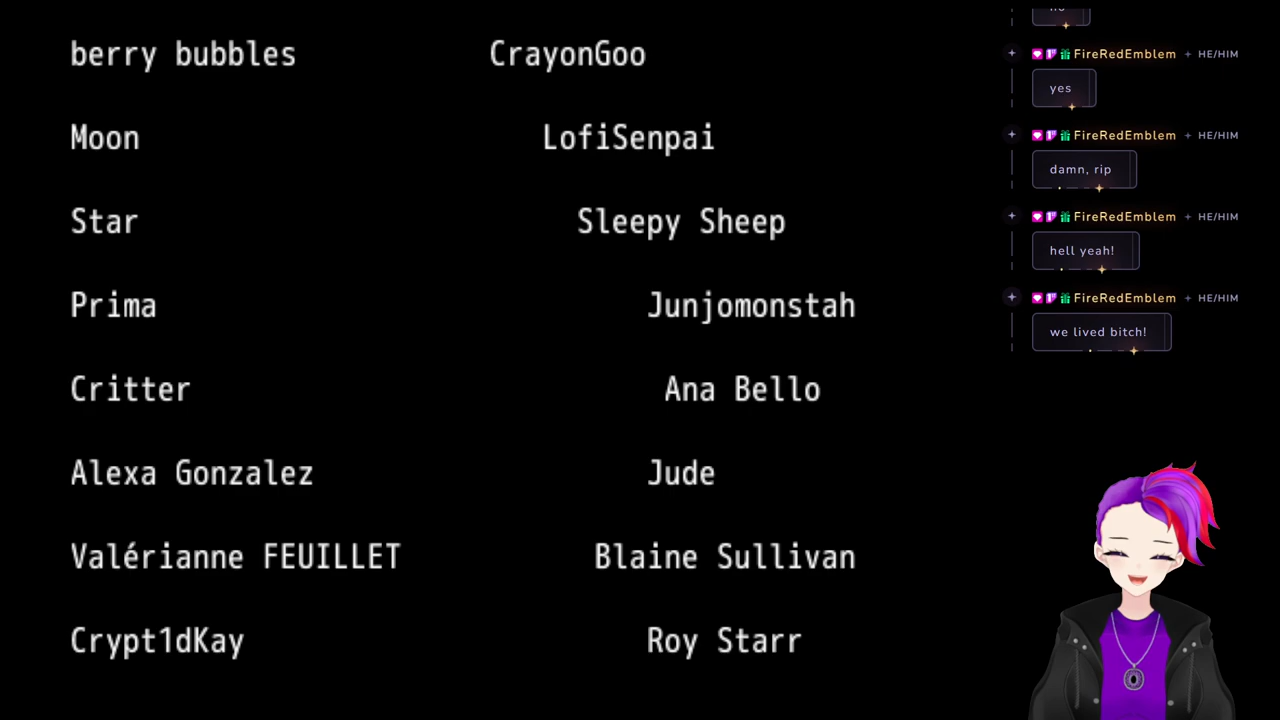 berry bubbles CrayonGoo
Moon LofiSenpai
Star Sleepy Sheep
Prima Junjomonstah
Critter Ana Bello
Alexa Gonzalez Jude
Valérianne FEUILLET Blaine Sullivan
Crypt1dKay Roy Starr
FireRedEmblem HE/HIM
yes
FireRedEmblem HE/HIM
damn, rip
FireRedEmblem HE/HIM
hell yeah!
FireRedEmblem HE/HIM
we lived bitch!